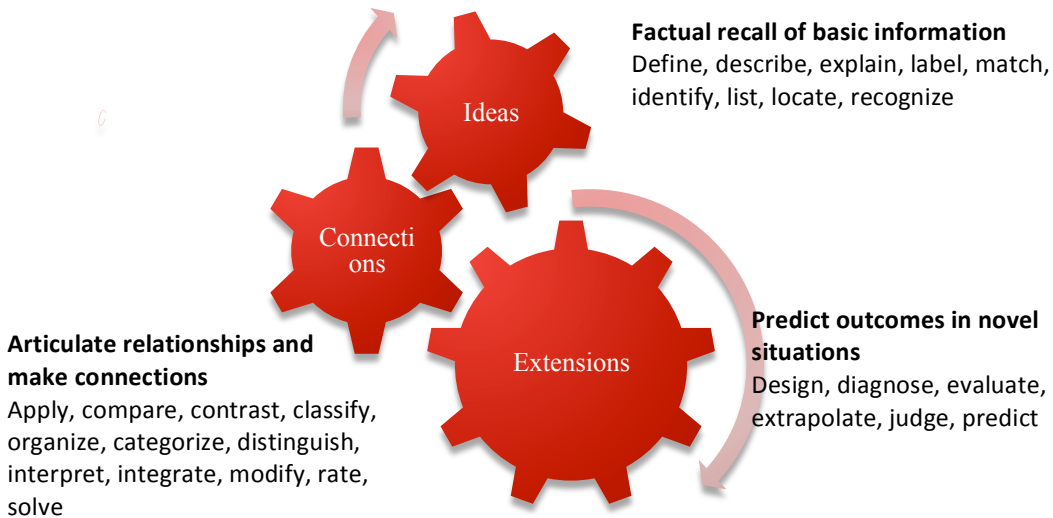 Factual recall of basic information
Define, describe, explain, label, match,
identify, list, locate, recognize
Ideas
Connecti
ons
Articulate relationships and
make connections
Apply, compare, contrast, classify,
organize, categorize, distinguish,
interpret, integrate, modify, rate,
solve
Extensions
Predict outcomes in novel
situations
Design, diagnose, evaluate,
extrapolate, judge, predict